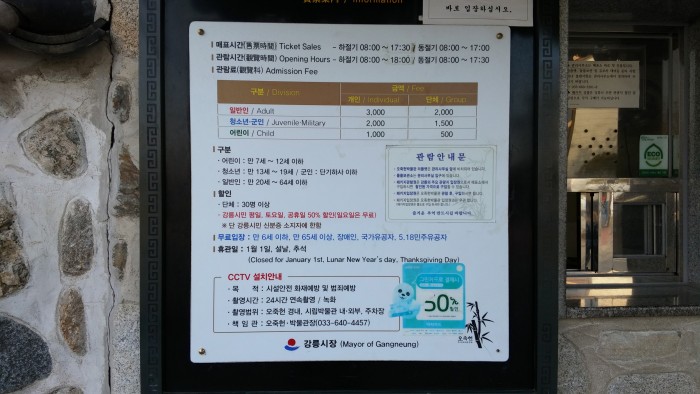 Information
바로 입장하십시오.
매표시간(售票時間) Ticket Sales - 하절기 08:00 ~ 17:30 / 동절기 08:00 ~ 17:00
관람시간(觀覽時間) Opening Hours - 하절기 08:00 ~ 18:00 / 동절기 08:00 ~ 17:30
관람료(觀覽料) Admission Fee
구분 / Division
금액 / Fee
개인 / Individual 단체 / Group
일반인 / Adult 3,000 2,000
청소년·군인 / Juvenile·Military 2,000 1,500
어린이 / Child 1,000 500
구분
· 어린이 : 만 7세 ~ 12세 이하
· 청소년 : 만 13세 ~ 19세 / 군인 : 단기하사 이하
· 일반인 : 만 20세 ~ 64세 이하
할인
· 단체 : 30명 이상
· 강릉시민 평일, 토요일, 공휴일 50% 할인(일요일은 무료)
※ 단 강릉시민 신분증 소지자에 한함
무료입장 : 만 6세 이하, 만 65세 이상, 장애인, 국가유공자, 5.18민주유공자
휴관일 : 1월 1일, 설날, 추석
(Closed for January 1st, Lunar New Year's day, Thanksgiving Day)
관람안내문
CCTV 설치안내
· 목 적 : 시설안전 화재예방 및 범죄예방
· 촬영시간 : 24시간 연속촬영 / 녹화
· 촬영범위 : 오죽헌 경내, 시립박물관 내·외부, 주차장
· 책 임 관 : 오죽헌·박물관장(033-640-4457)
50%
할인
오죽헌
강릉시장 (Mayor of Gangneung)
ECO